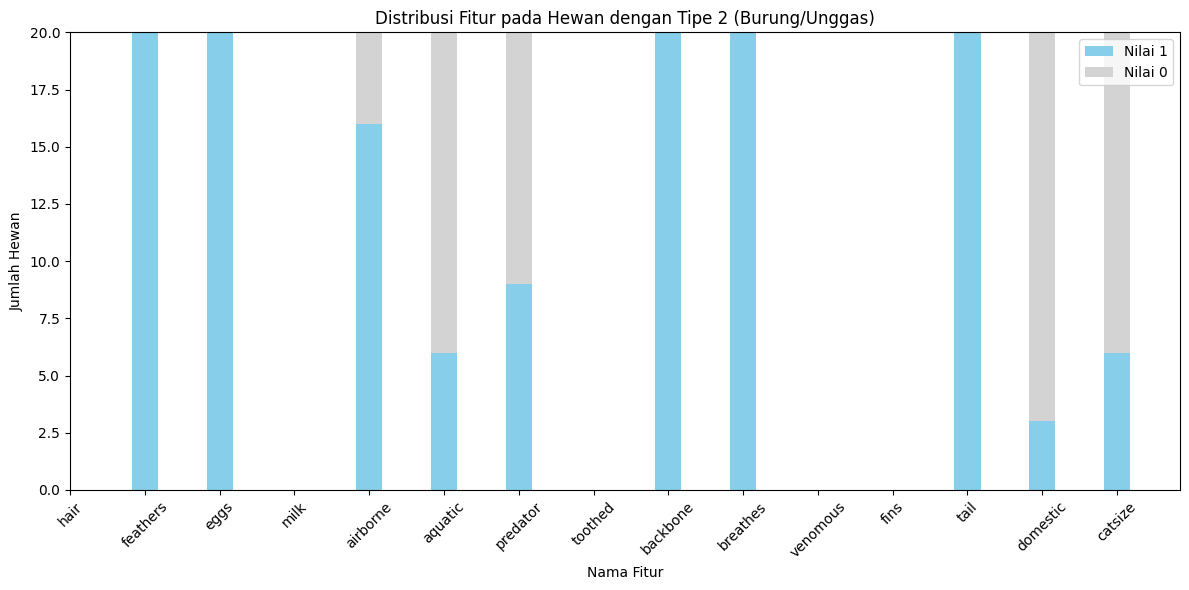 Distribusi Fitur pada Hewan dengan Tipe 2 (Burung/Unggas)
Nilai 1
Nilai 0
Jumlah Hewan
20.0
17.5
15.0
12.5
10.0
7.5
5.0
2.5
0.0
hair
feathers
eggs
milk
airborne
aquatic
predator
toothed
backbone
breathes
venomous
fins
tail
domestic
catsize
Nama Fitur